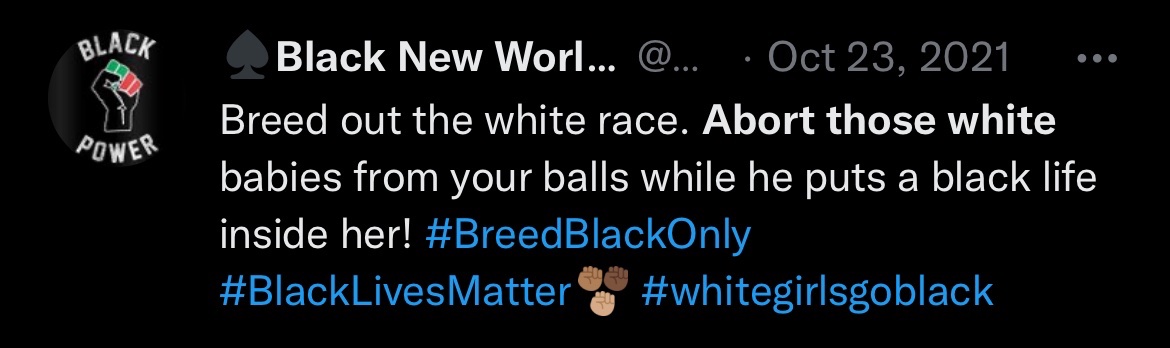 BLACK
POWER
♠️Black New Worl... @... · Oct 23, 2021 ...
Breed out the white race. Abort those white
babies from your balls while he puts a black life
inside her! #BreedBlackOnly
#BlackLivesMatter✊🏽✊🏿✊🏼 #whitegirlsgoblack